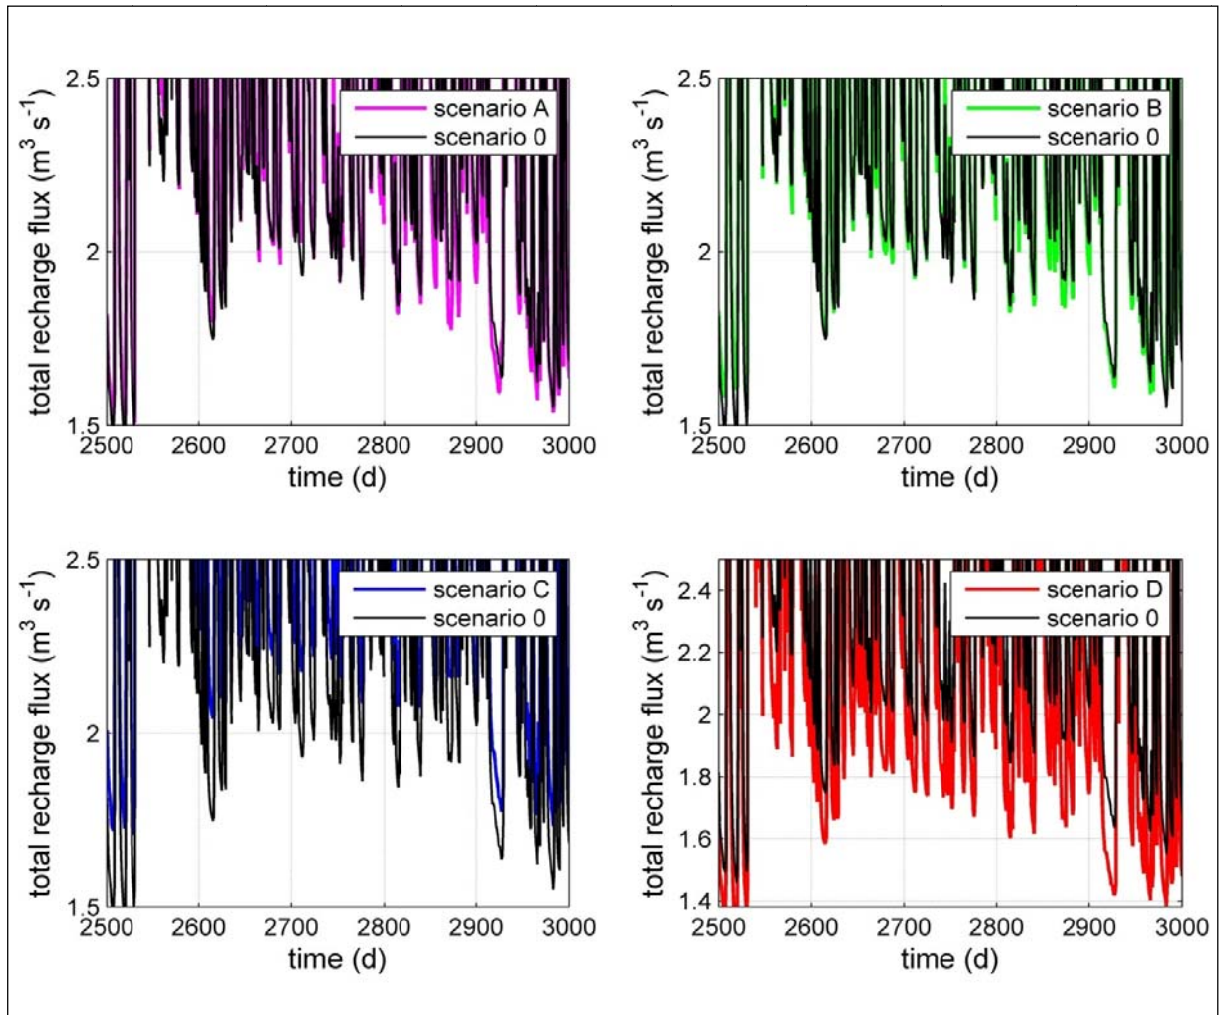 2.5
2
1.5
total recharge flux (m³ s⁻¹)
scenario A
scenario 0
2500 2600 2700 2800 2900 3000
time (d)
2.5
2
1.5
total recharge flux (m³ s⁻¹)
scenario B
scenario 0
2500 2600 2700 2800 2900 3000
time (d)
2.5
2
1.5
total recharge flux (m³ s⁻¹)
scenario C
scenario 0
2500 2600 2700 2800 2900 3000
time (d)
2.4
2.2
2
1.8
1.6
1.4
total recharge flux (m³ s⁻¹)
scenario D
scenario 0
2500 2600 2700 2800 2900 3000
time (d)